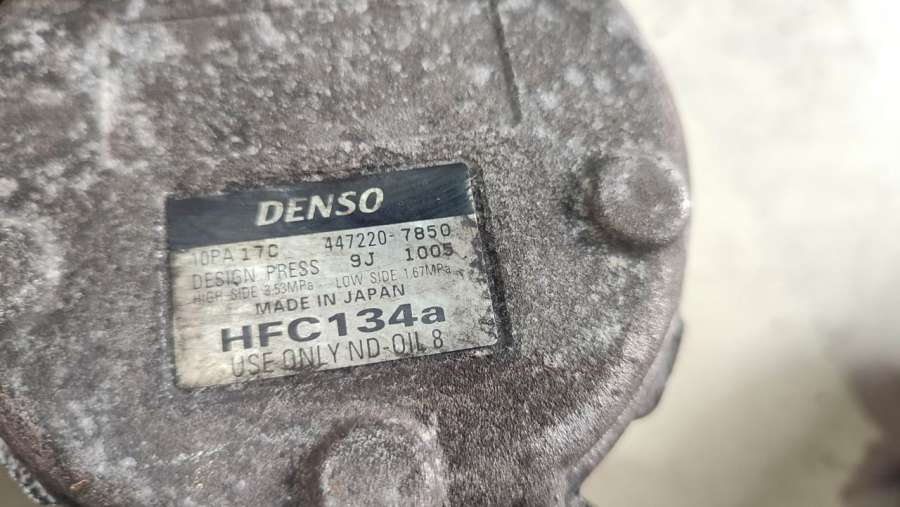 DENSO
10PA17C 447220-7850
DESIGN PRESS 9J 1005
HIGH SIDE 3.53MPa LOW SIDE 1.67MPa
MADE IN JAPAN
HFC134a
USE ONLY ND-OIL 8